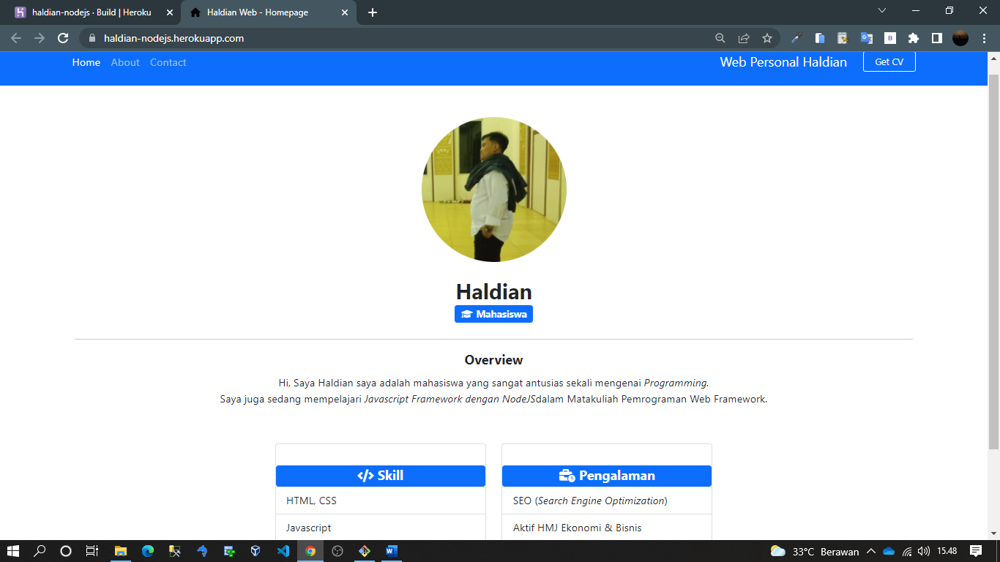 haldian-nodejs · Build | Heroku
Haldian Web - Homepage
haldian-nodejs.herokuapp.com
Home About Contact
Web Personal Haldian
Get CV
Haldian
Mahasiswa
Overview
Hi, Saya Haldian saya adalah mahasiswa yang sangat antusias sekali mengenai Programming.
Saya juga sedang mempelajari Javascript Framework dengan NodeJSdalam Matakuliah Pemrograman Web Framework.
Skill
HTML, CSS
Javascript
Pengalaman
SEO (Search Engine Optimization)
Aktif HMJ Ekonomi & Bisnis
33°C Berawan
15.48